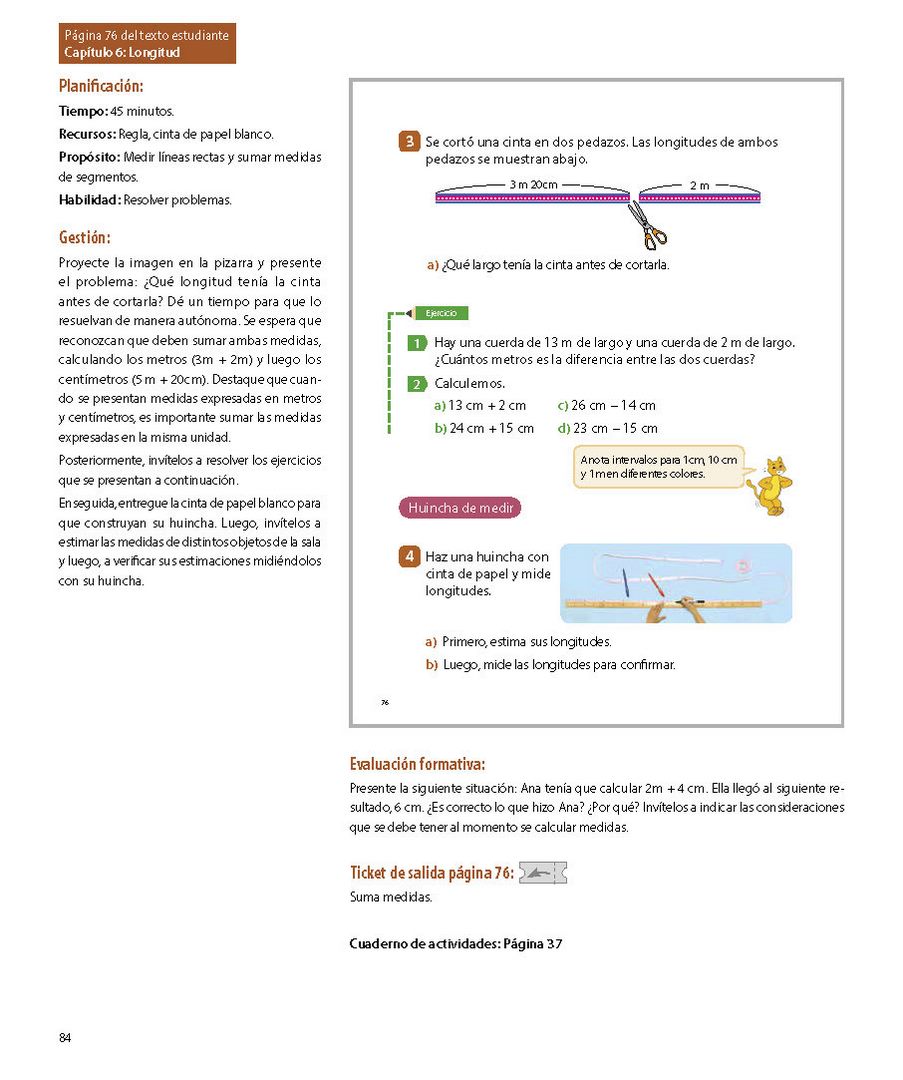 Página 76 del texto estudiante
Capítulo 6: Longitud
Planificación:
Tiempo: 45 minutos.
Recursos: Regla, cinta de papel blanco.
Propósito: Medir líneas rectas y sumar medidas
de segmentos.
Habilidad: Resolver problemas.
Gestión:
Proyecte la imagen en la pizarra y presente
el problema: ¿Qué longitud tenía la cinta
antes de cortarla? Dé un tiempo para que lo
resuelvan de manera autónoma. Se espera que
reconozcan que deben sumar ambas medidas,
calculando los metros (3m + 2m) y luego los
centímetros (5 m + 20cm). Destaque que cuan-
do se presentan medidas expresadas en metros
y centímetros, es importante sumar las medidas
expresadas en la misma unidad.
Posteriormente, invítelos a resolver los ejercicios
que se presentan a continuación.
En seguida, entregue la cinta de papel blanco para
que construyan su huincha. Luego, invítelos a
estimar las medidas de distintos objetos de la sala
y luego, a verificar sus estimaciones midiéndolos
con su huincha.
3 Se cortó una cinta en dos pedazos. Las longitudes de ambos
pedazos se muestran abajo.
3 m 20cm 2 m
a) ¿Qué largo tenía la cinta antes de cortarla.
Ejercicio
1 Hay una cuerda de 13 m de largo y una cuerda de 2 m de largo.
¿Cuántos metros es la diferencia entre las dos cuerdas?
2 Calculemos.
a) 13 cm + 2 cm c) 26 cm – 14 cm
b) 24 cm + 15 cm d) 23 cm – 15 cm
Anota intervalos para 1cm, 10 cm
y 1m en diferentes colores.
Huincha de medir
4 Haz una huincha con
cinta de papel y mide
longitudes.
a) Primero, estima sus longitudes.
b) Luego, mide las longitudes para confirmar.
76
Evaluación formativa:
Presente la siguiente situación: Ana tenía que calcular 2m + 4 cm. Ella llegó al siguiente re-
sultado, 6 cm. ¿Es correcto lo que hizo Ana? ¿Por qué? Invítelos a indicar las consideraciones
que se debe tener al momento se calcular medidas.
Ticket de salida página 76:
Suma medidas.
Cuaderno de actividades: Página 37
84